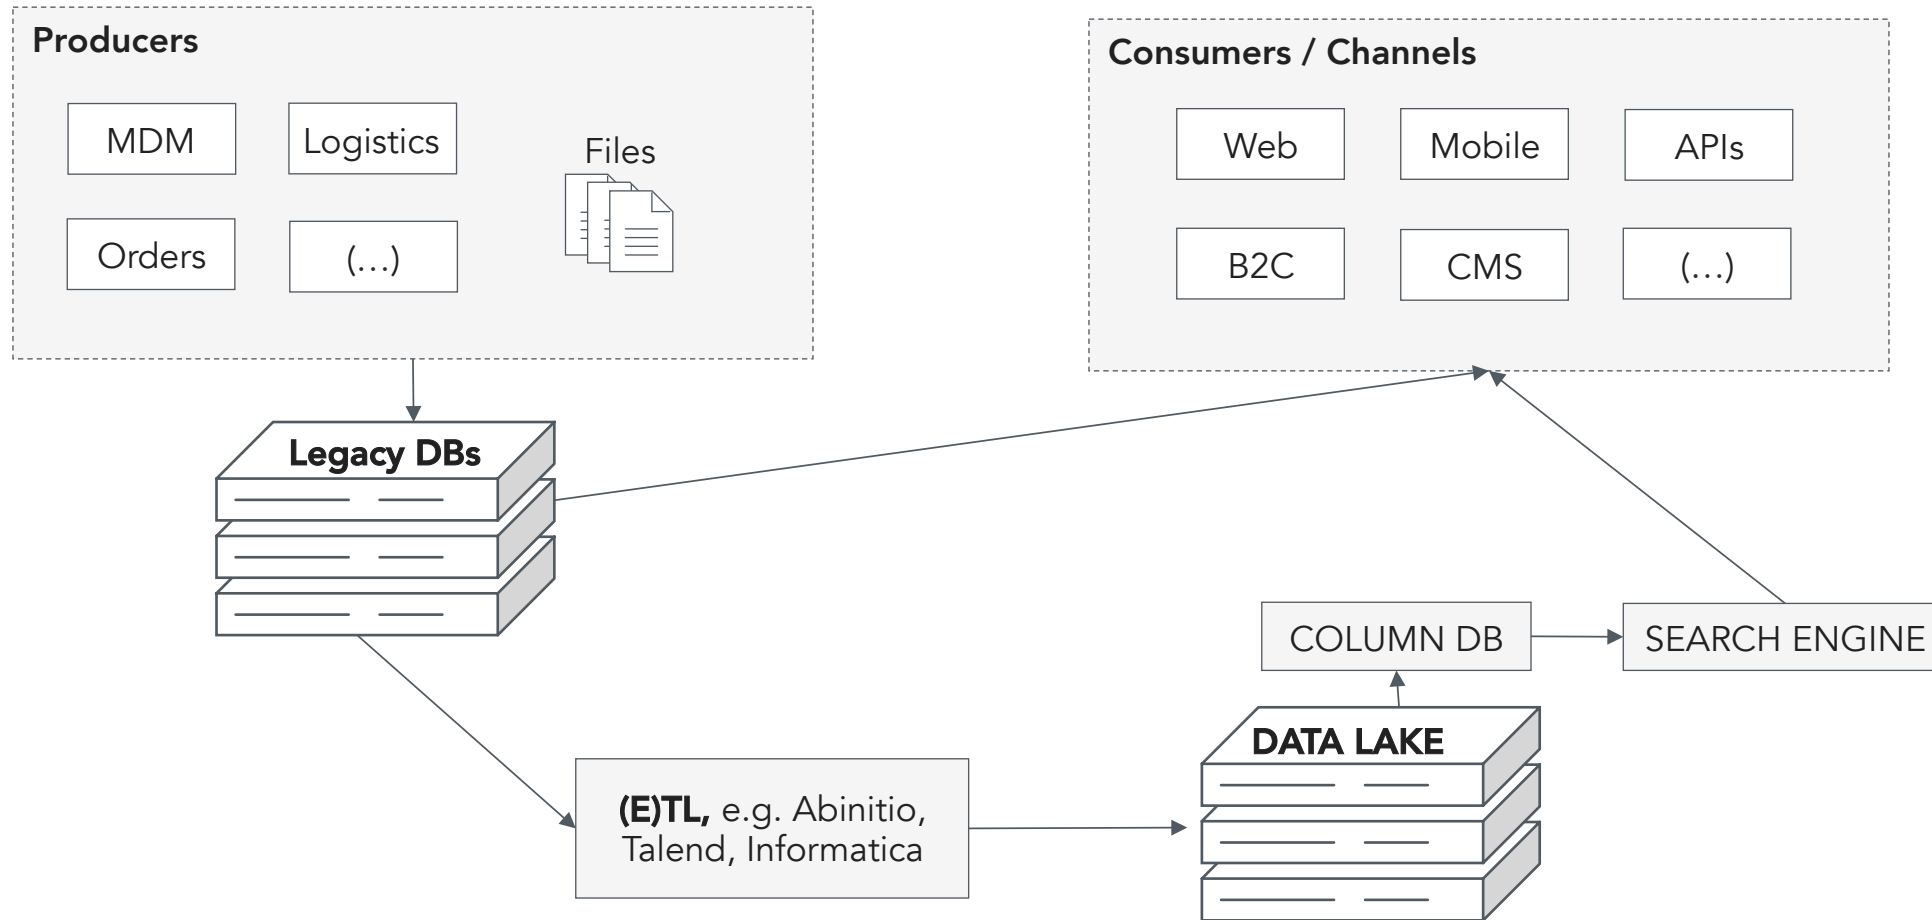 Producers
MDM
Logistics
Files
Orders
(...)
Consumers / Channels
Web
Mobile
APIs
B2C
CMS
(...)
Legacy DBs
COLUMN DB
SEARCH ENGINE
DATA LAKE
(E)TL, e.g. Abinitio,
Talend, Informatica